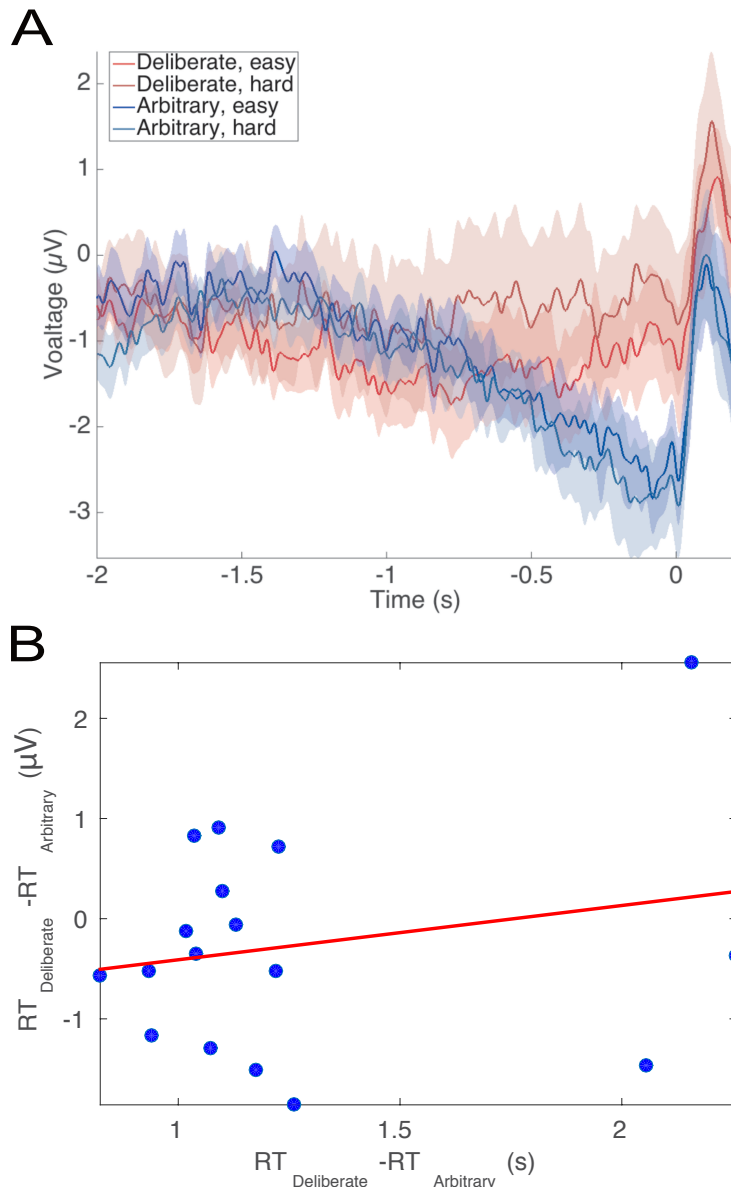 A
Deliberate, easy
Deliberate, hard
Arbitrary, easy
Arbitrary, hard
2
1
0
-1
-2
-3
Voaltage (µV)
-2
-1.5
-1
-0.5
0
Time (s)
B
2
1
0
-1
RT Deliberate -RT Arbitrary (µV)
1
1.5
2
RT Deliberate -RT Arbitrary (s)